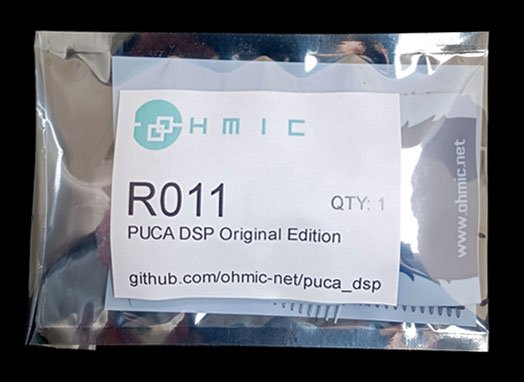 OHMIC
R011
QTY: 1
PUCA DSP Original Edition
github.com/ohmic-net/puca_dsp
www.ohmic.net